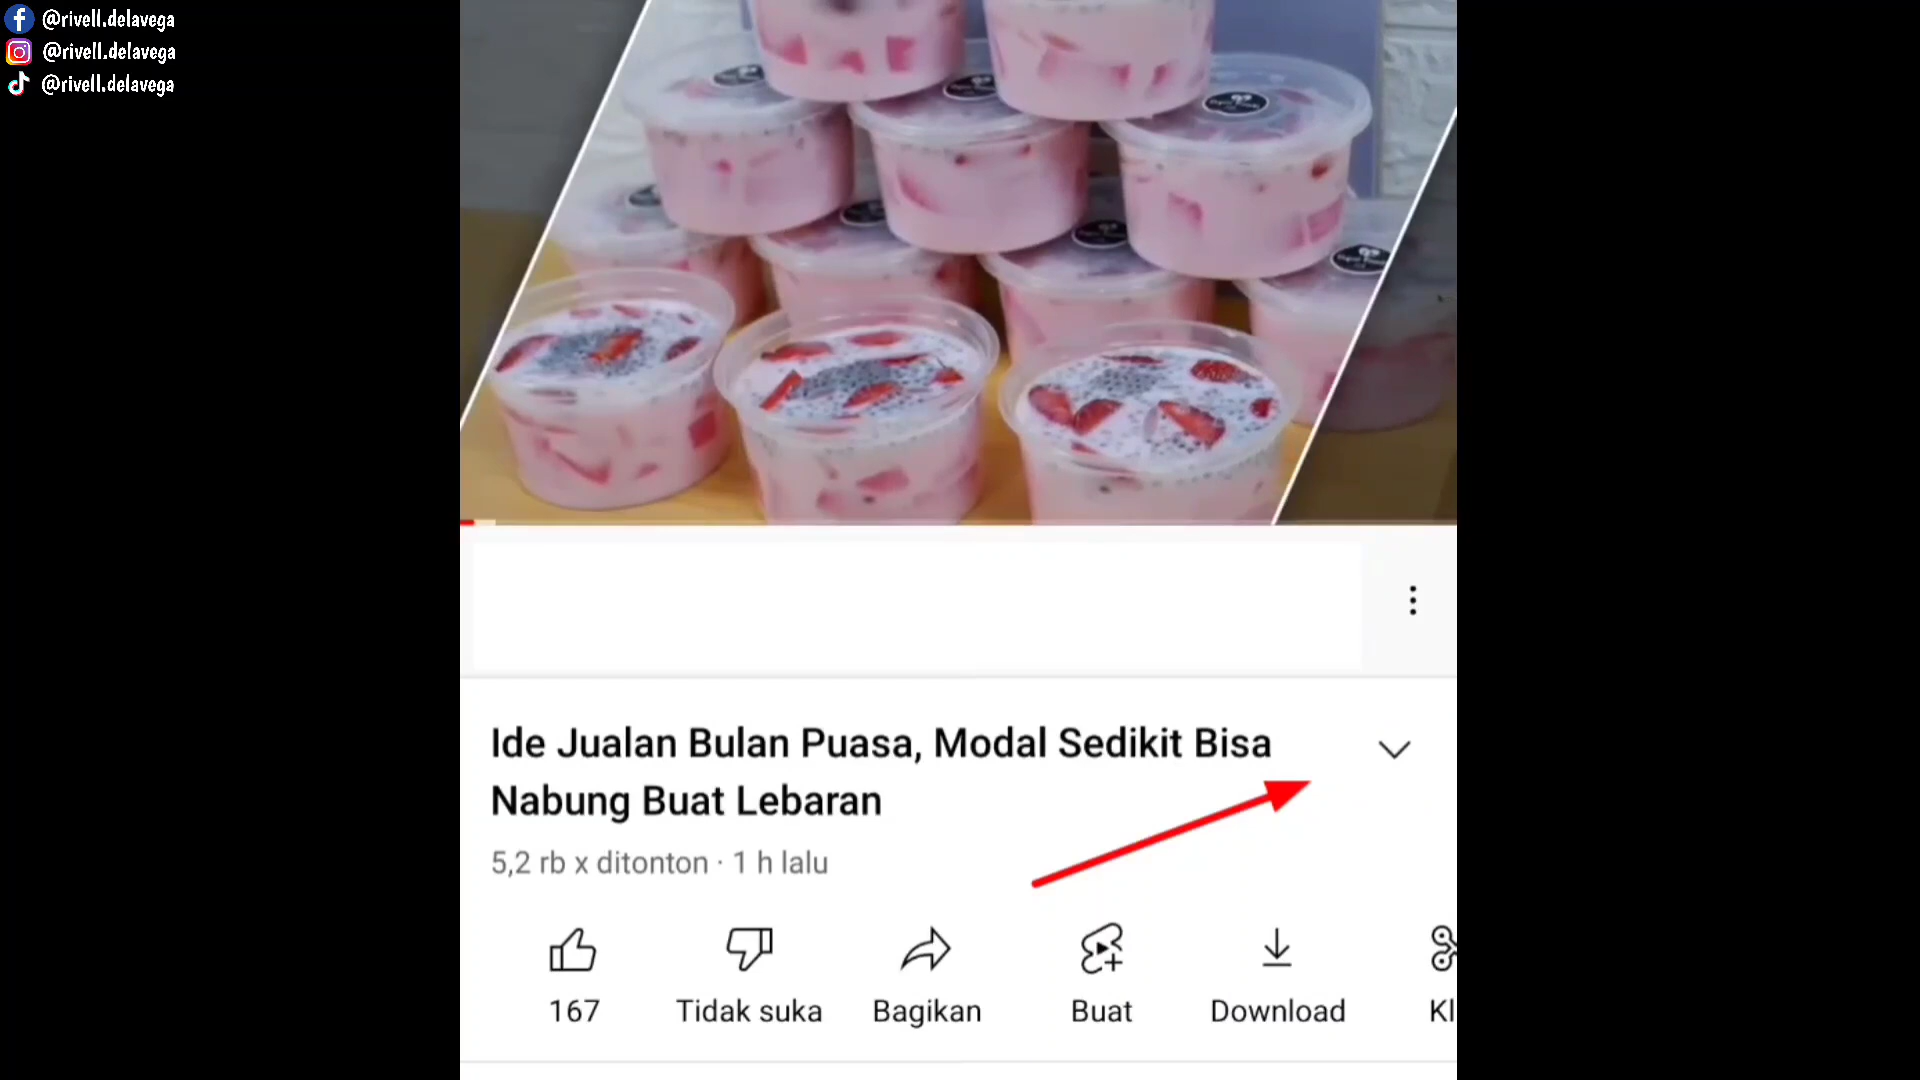 @rivell.delavega
@rivell.delavega
@rivell.delavega
Ide Jualan Bulan Puasa, Modal Sedikit Bisa
Nabung Buat Lebaran
5,2 rb x ditonton · 1 h lalu
167
Tidak suka
Bagikan
Buat
Download
Kl